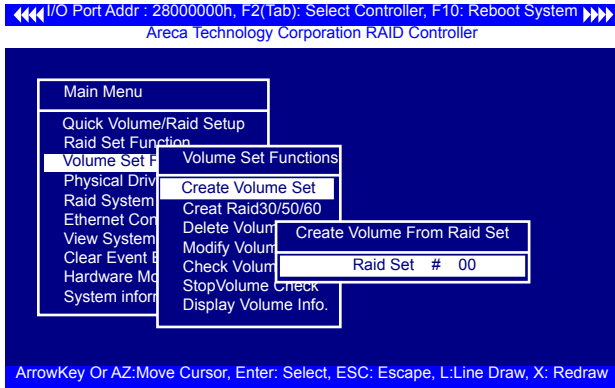 I/O Port Addr : 28000000h, F2(Tab): Select Controller, F10: Reboot System
Areca Technology Corporation RAID Controller
Main Menu
Quick Volume/Raid Setup
Raid Set Function
Volume Set F
Physical Driv
Raid System
Ethernet Con
View System
Clear Event E
Hardware Mo
System inform
Volume Set Functions
Create Volume Set
Creat Raid30/50/60
Delete Volum
Modify Volum
Check Volum
StopVolume Check
Display Volume Info.
Create Volume From Raid Set
Raid Set # 00
ArrowKey Or AZ:Move Cursor, Enter: Select, ESC: Escape, L:Line Draw, X: Redraw